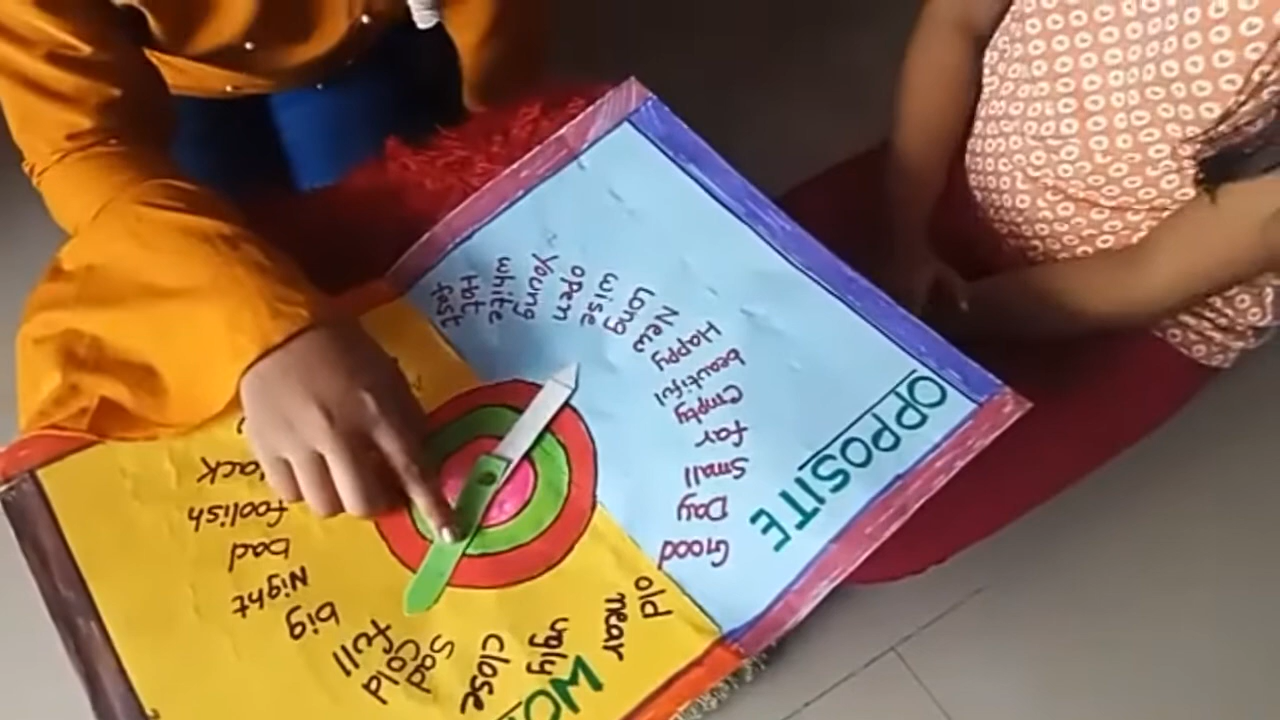 OPPOSITE
Good
Day
Small
far
Empty
beautiful
Happy
New
Long
wise
open
Young
white
Hot
fast
old
near
ugly
close
Sad
Cold
full
big
Night
bad
foolish